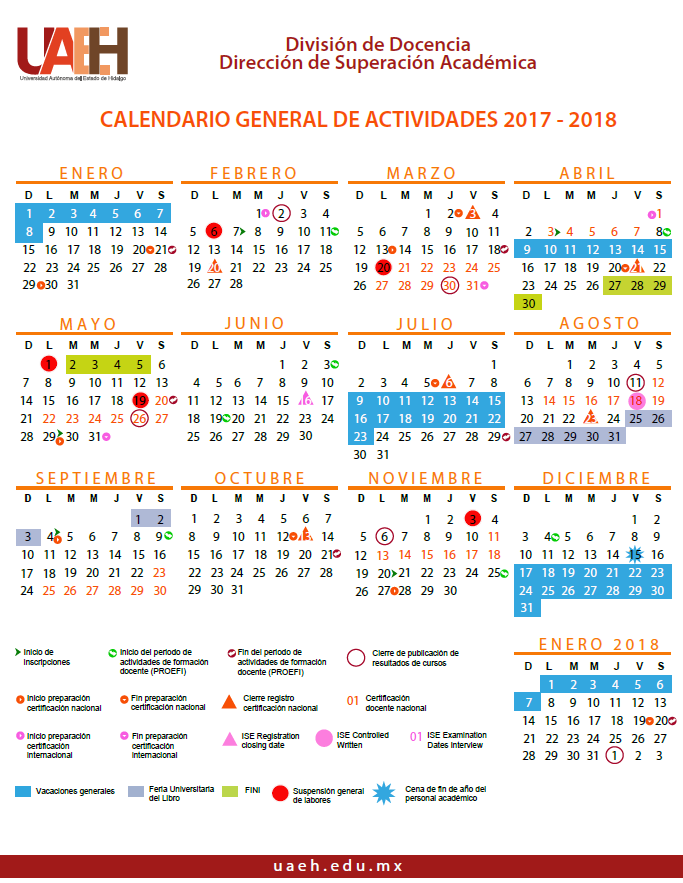 UAEH
Universidad Autónoma del Estado de Hidalgo
División de Docencia
Dirección de Superación Académica
CALENDARIO GENERAL DE ACTIVIDADES 2017 - 2018
ENERO
D L M M J V S
1 2 3 4 5 6 7
8 9 10 11 12 13 14
15 16 17 18 19 20 21
22 23 24 25 26 27 28
29 30 31
FEBRERO
D L M M J V S
1 2 3 4
5 6 7 8 9 10 11
12 13 14 15 16 17 18
19 20 21 22 23 24 25
26 27 28
MARZO
D L M M J V S
1 2 3 4
5 6 7 8 9 10 11
12 13 14 15 16 17 18
19 20 21 22 23 24 25
26 27 28 29 30 31
ABRIL
D L M M J V S
1
2 3 4 5 6 7 8
9 10 11 12 13 14 15
16 17 18 19 20 21 22
23 24 25 26 27 28 29
30
MAYO
D L M M J V S
1 2 3 4 5 6
7 8 9 10 11 12 13
14 15 16 17 18 19 20
21 22 23 24 25 26 27
28 29 30 31
JUNIO
D L M M J V S
1 2 3
4 5 6 7 8 9 10
11 12 13 14 15 16 17
18 19 20 21 22 23 24
25 26 27 28 29 30
JULIO
D L M M J V S
1
2 3 4 5 6 7 8
9 10 11 12 13 14 15
16 17 18 19 20 21 22
23 24 25 26 27 28 29
30 31
AGOSTO
D L M M J V S
1 2 3 4 5
6 7 8 9 10 11 12
13 14 15 16 17 18 19
20 21 22 23 24 25 26
27 28 29 30 31
SEPTIEMBRE
D L M M J V S
1 2
3 4 5 6 7 8 9
10 11 12 13 14 15 16
17 18 19 20 21 22 23
24 25 26 27 28 29 30
OCTUBRE
D L M M J V S
1 2 3 4 5 6 7
8 9 10 11 12 13 14
15 16 17 18 19 20 21
22 23 24 25 26 27 28
29 30 31
NOVIEMBRE
D L M M J V S
1 2 3 4
5 6 7 8 9 10 11
12 13 14 15 16 17 18
19 20 21 22 23 24 25
26 27 28 29 30
DICIEMBRE
D L M M J V S
1 2
3 4 5 6 7 8 9
10 11 12 13 14 15 16
17 18 19 20 21 22 23
24 25 26 27 28 29 30
31
ENERO 2018
D L M M J V S
1 2 3 4 5 6
7 8 9 10 11 12 13
14 15 16 17 18 19 20
21 22 23 24 25 26 27
28 29 30 31 1 2 3
Inicio de
inscripciones
Inicio del periodo de
actividades de formación
docente (PROEFI)
Fin del periodo de
actividades de formación
docente (PROEFI)
Cierre de publicación de
resultados de cursos
Inicio preparación
certificación nacional
Fin preparación
certificación nacional
Cierre registro
certificación nacional
01 Certificación
docente nacional
Inicio preparación
certificación
internacional
Fin preparación
certificación
internacional
ISE Registration
closing date
ISE Controlled
Written
01 ISE Examination
Dates Interview
Vacaciones generales
Feria Universitaria
del Libro
FINI
Suspensión general
de labores
Cena de fin de año del
personal académico
uaeh.edu.mx